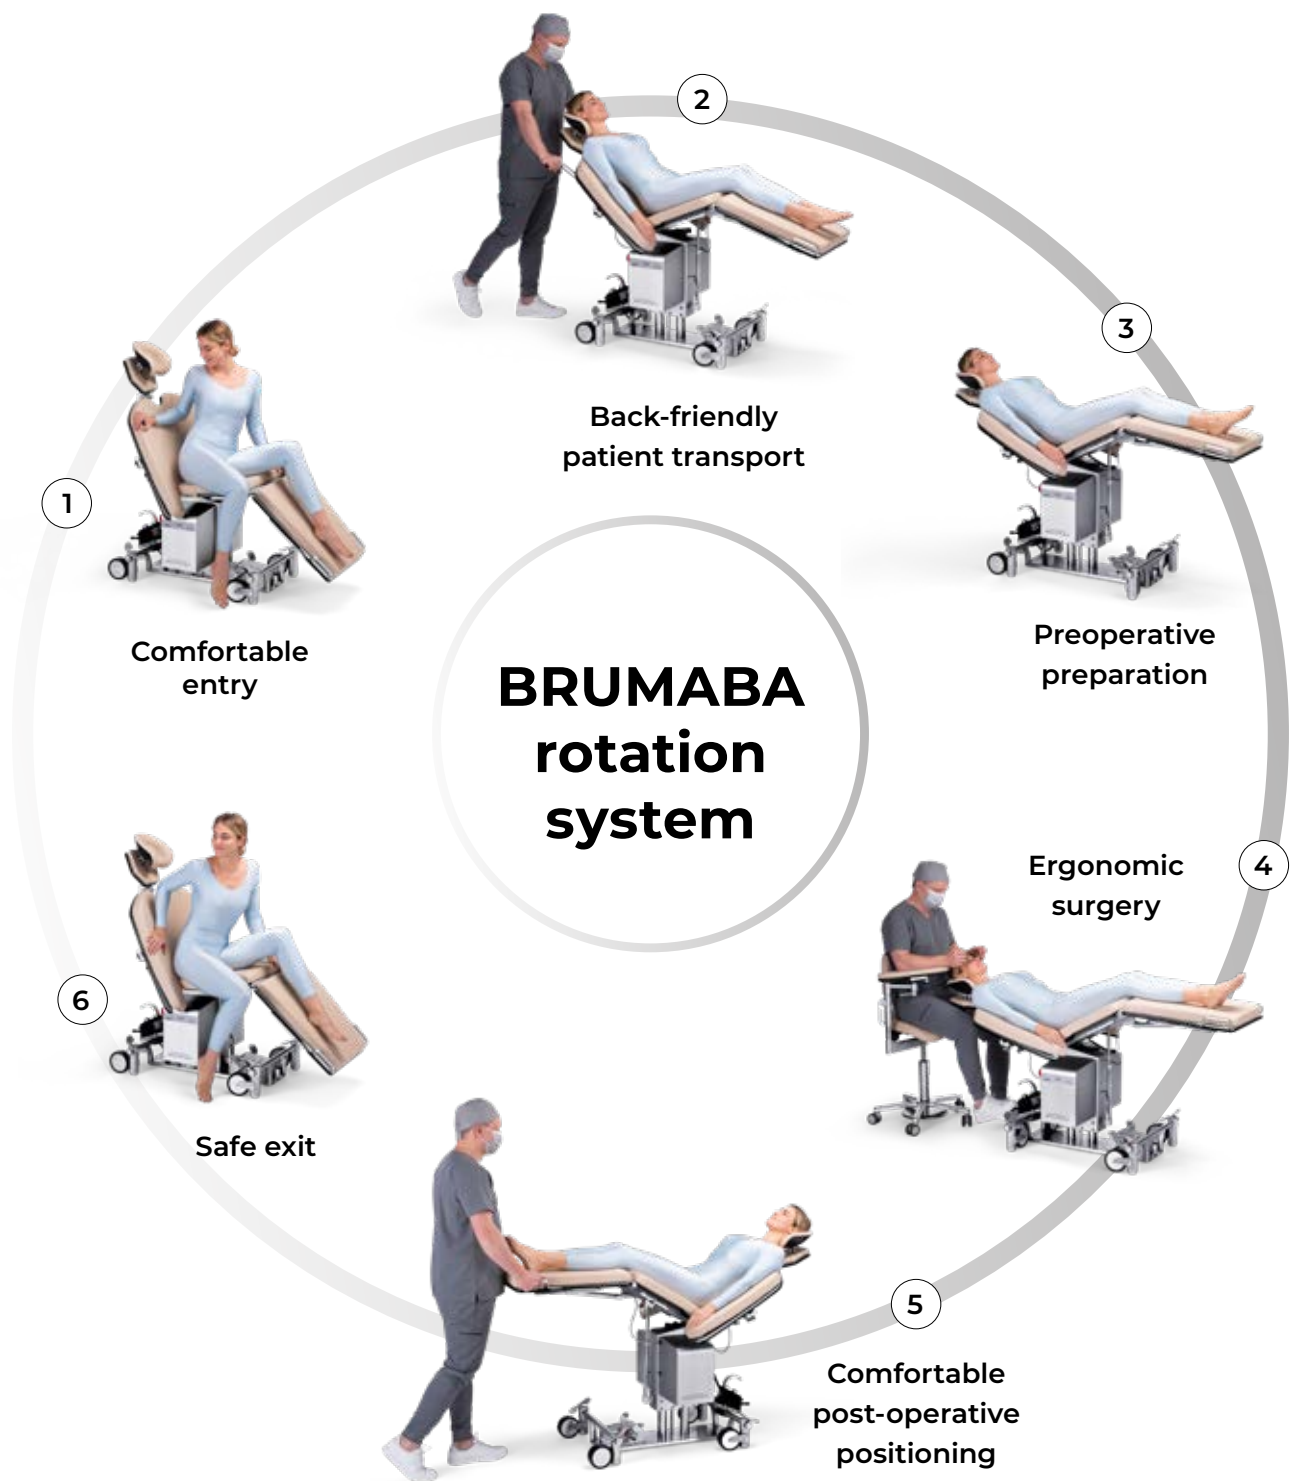 BRUMABA
rotation
system
1
Comfortable
entry
2
Back-friendly
patient transport
3
Preoperative
preparation
4
Ergonomic
surgery
5
Comfortable
post-operative
positioning
6
Safe exit